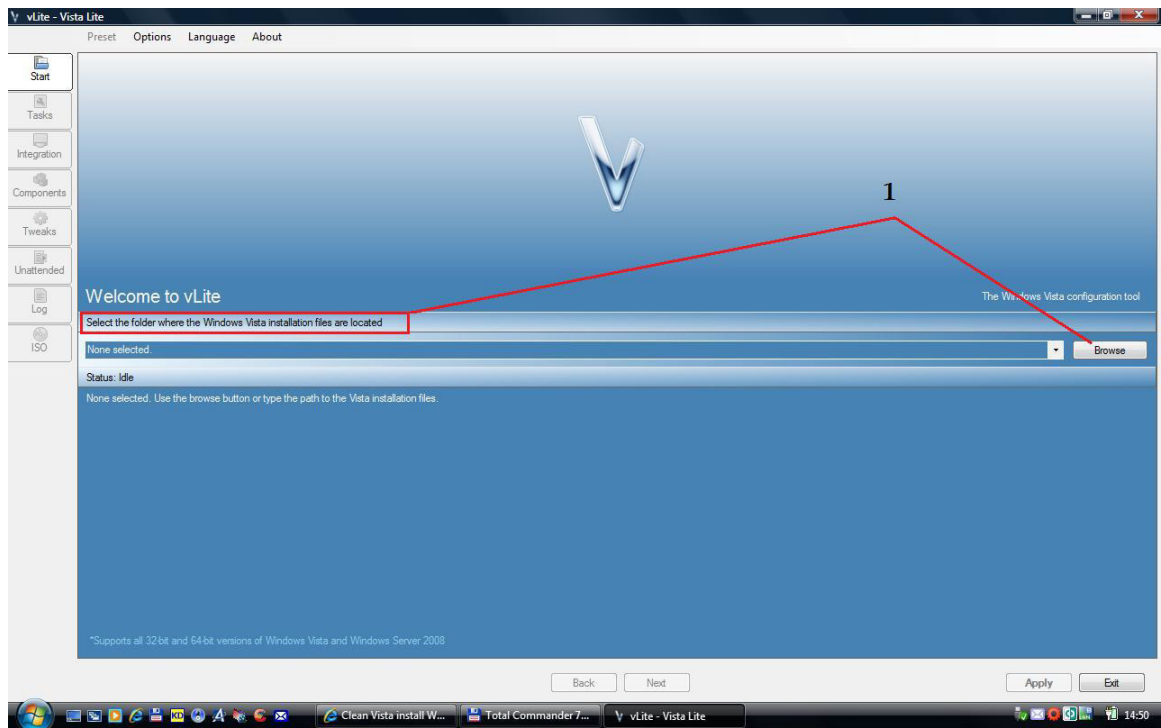 vLite - Vista Lite
Preset Options Language About
Start
Tasks
Integration
Components
Tweaks
Unattended
Log
ISO
1
Welcome to vLite
The Windows Vista configuration tool
Select the folder where the Windows Vista installation files are located
None selected.
Browse
Status: Idle
None selected. Use the browse button or type the path to the Vista installation files.
*Supports all 32-bit and 64-bit versions of Windows Vista and Windows Server 2008
Back Next Apply Exit
KD Clean Vista install W... Total Commander 7... vLite - Vista Lite 14:50